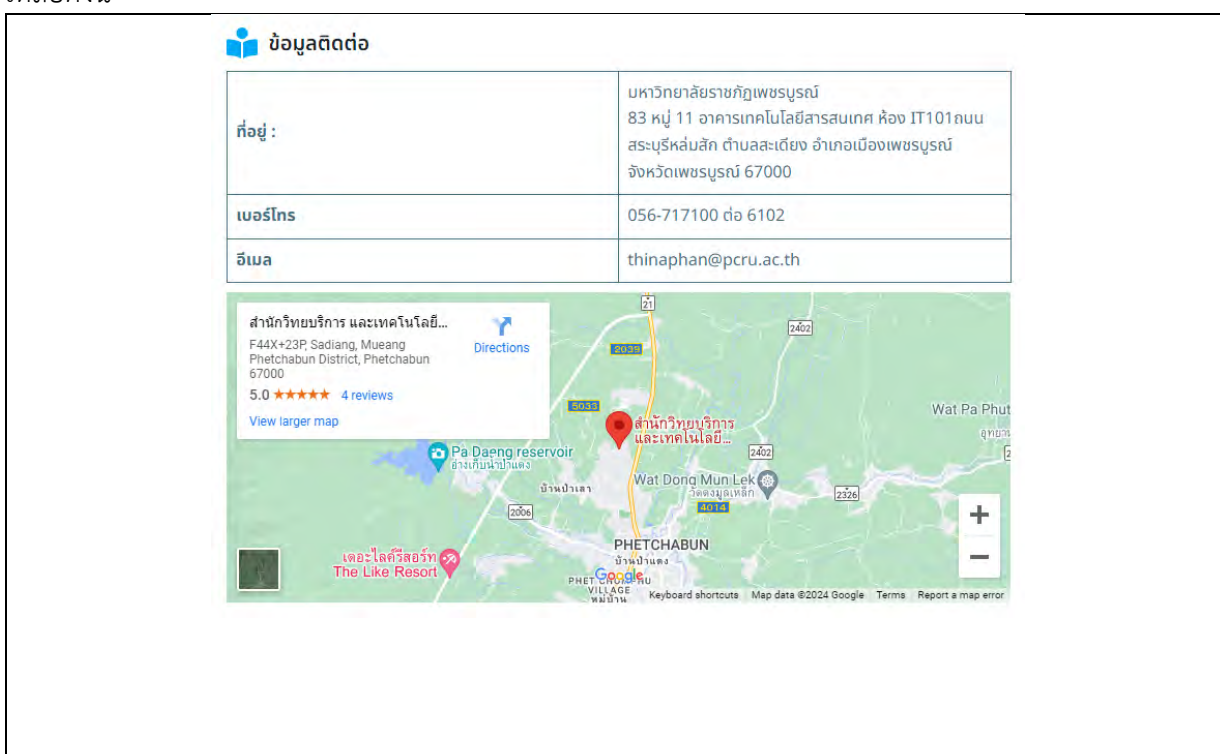 ข้อมูลติดต่อ
ที่อยู่ :
มหาวิทยาลัยราชภัฏเพชรบูรณ์
83 หมู่ 11 อาคารเทคโนโลยีสารสนเทศ ห้อง IT101ถนน
สระบุรีหล่มสัก ตำบลสะเดียง อำเภอเมืองเพชรบูรณ์
จังหวัดเพชรบูรณ์ 67000
เบอร์โทร
056-717100 ต่อ 6102
อีเมล
thinaphan@pcru.ac.th
สำนักวิทยบริการ และเทคโนโลยี...
F44X+23P, Sadiang, Mueang
Phetchabun District, Phetchabun
67000
Directions
5.0
4 reviews
View larger map
21
2402
2039
5033
สำนักวิทยบริการ
และเทคโนโลยี...
Wat Pa Phut
Pa Daeng reservoir
อ่างเก็บน้ำป่าแดง
2402
บ้านป่าเลา
Wat Dong Mun Lek
วัดดงมูลเหล็ก
2326
4014
2006
PHETCHABUN
บ้านป่าแดง
เดอะไลค์รีสอร์ท
The Like Resort
Google
VILLAGE
หมู่บ้าน
Keyboard shortcuts
Map data ©2024 Google
Terms
Report a map error